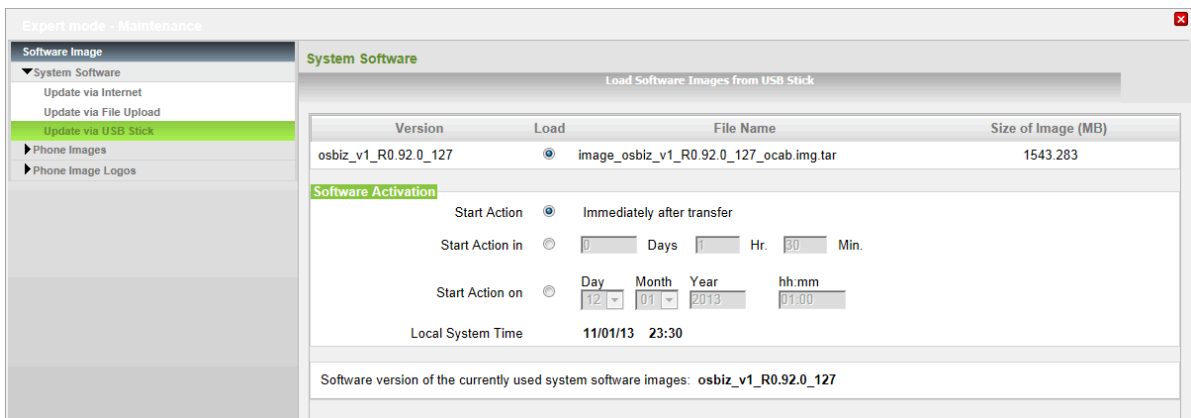 Expert mode - Maintenance
Software Image
System Software
Update via Internet
Update via File Upload
Update via USB Stick
Phone Images
Phone Image Logos
System Software
Load Software Images from USB Stick
Version Load File Name Size of Image (MB)
osbiz_v1_R0.92.0_127 image_osbiz_v1_R0.92.0_127_ocab.img.tar 1543.283
Software Activation
Start Action Immediately after transfer
Start Action in 0 Days 1 Hr. 30 Min.
Day Month Year hh:mm
Start Action on 12 01 2013 01:00
Local System Time 11/01/13 23:30
Software version of the currently used system software images: osbiz_v1_R0.92.0_127